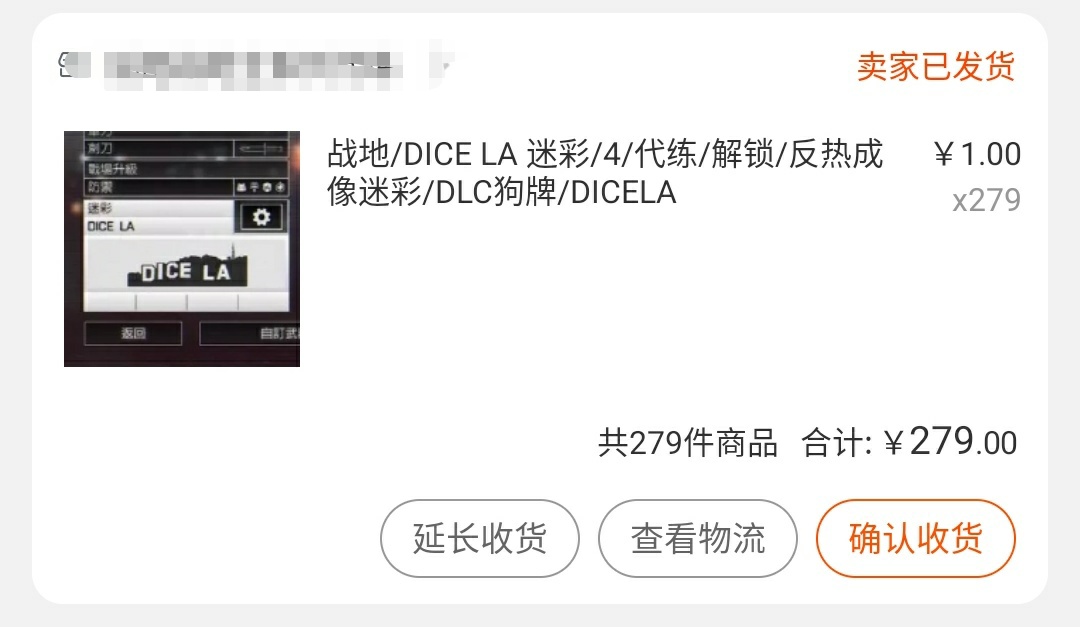 卖家已发货
战地/DICE LA 迷彩/4/代练/解锁/反热成
像迷彩/DLC狗牌/DICELA
￥1.00
x279
劍刀
戰場升級
防禦
迷彩
DICE LA
DICE LA
返回
自訂武
共279件商品 合计: ￥279.00
延长收货 查看物流 确认收货